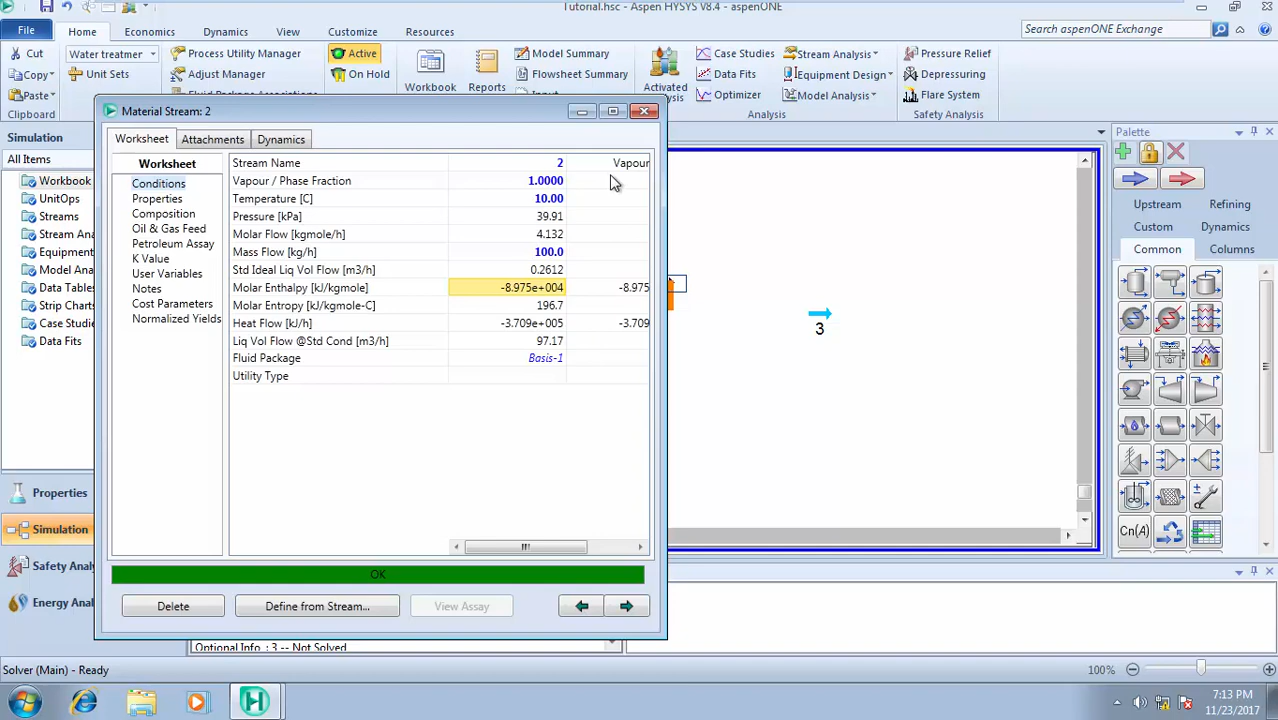 Tutorial.hsc - Aspen HYSYS V8.4 - aspenONE
File Home Economics Dynamics View Customize Resources Search aspenONE Exchange
Cut Water treatmer Process Utility Manager Active Model Summary Case Studies Stream Analysis Pressure Relief
Copy Unit Sets Adjust Manager On Hold Workbook Reports Flowsheet Summary Activated Data Fits Equipment Design Depressuring
Paste Optimizer Model Analysis Flare System
Clipboard Analysis Safety Analysis
Simulation
All Items
Workbook
UnitOps
Streams
Stream Ana
Equipment
Model Ana
Data Tables
Strip Charts
Case Studie
Data Fits
Properties
Simulation
Safety Analy
Energy Anal
Material Stream: 2
Worksheet Attachments Dynamics
Worksheet
Conditions
Properties
Composition
Oil & Gas Feed
Petroleum Assay
K Value
User Variables
Notes
Cost Parameters
Normalized Yields
Stream Name 2 Vapour
Vapour / Phase Fraction 1.0000
Temperature [C] 10.00
Pressure [kPa] 39.91
Molar Flow [kgmole/h] 4.132
Mass Flow [kg/h] 100.0
Std Ideal Liq Vol Flow [m3/h] 0.2612
Molar Enthalpy [kJ/kgmole] -8.975e+004 -8.975
Molar Entropy [kJ/kgmole-C] 196.7
Heat Flow [kJ/h] -3.709e+005 -3.709
Liq Vol Flow @Std Cond [m3/h] 97.17
Fluid Package Basis-1
Utility Type
OK
Delete Define from Stream... View Assay
3
Palette
Upstream Refining
Custom Dynamics
Common Columns
Cn(A)
Optional Info. : 3 -- Not Solved
Solver (Main) - Ready
100%
7:13 PM
11/23/2017